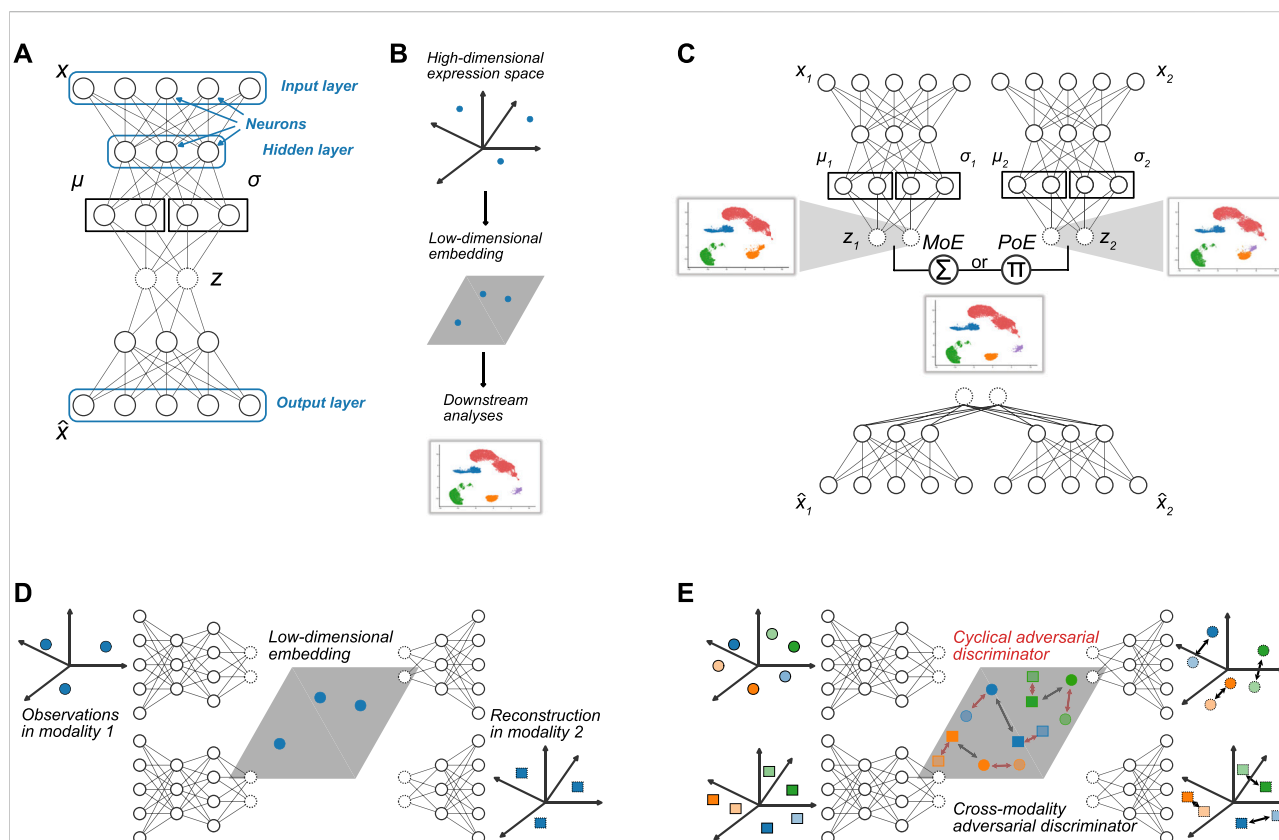 A
x
Input layer
Neurons
Hidden layer
μ
σ
z
Output layer
x̂
B
High-dimensional
expression space
Low-dimensional
embedding
Downstream
analyses
C
x1
x2
μ1
σ1
μ2
σ2
z1
MoE
PoE
z2
Σ
or
Π
x̂1
x̂2
D
Low-dimensional
embedding
Observations
in modality 1
Reconstruction
in modality 2
E
Cyclical adversarial
discriminator
Cross-modality
adversarial discriminator